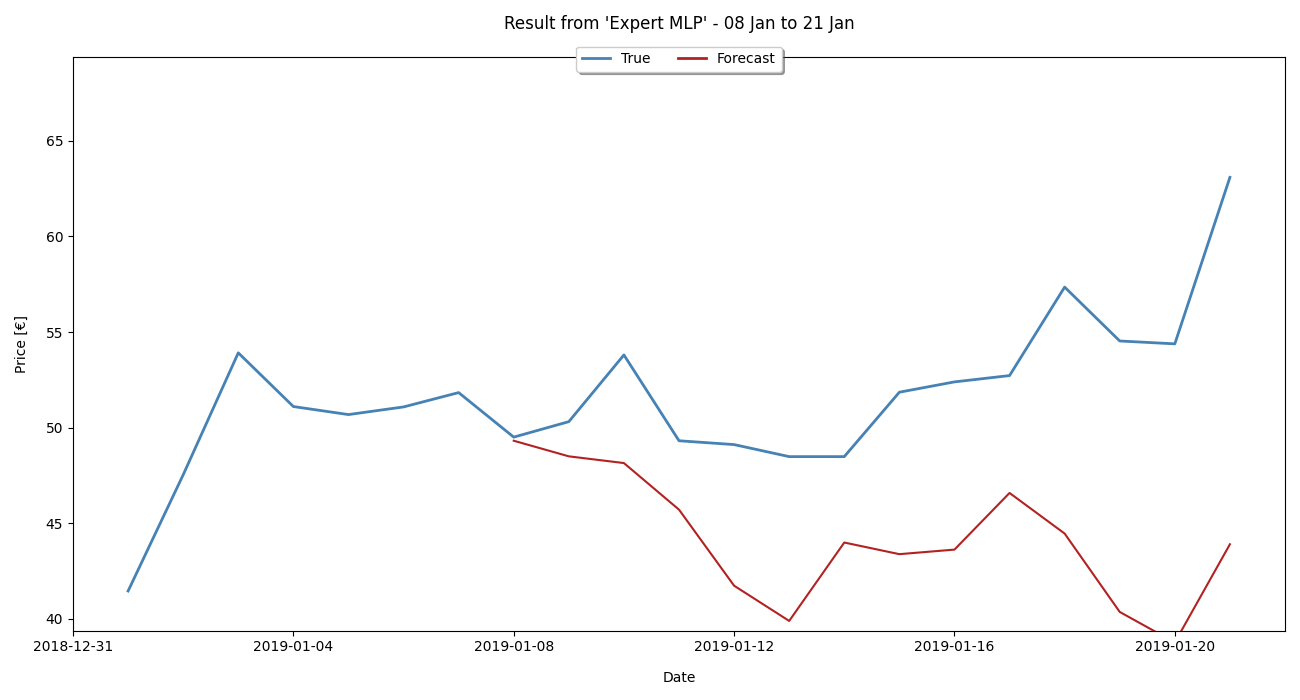 Result from 'Expert MLP' - 08 Jan to 21 Jan
True Forecast
65
60
55
50
45
40
Price [€]
2018-12-31 2019-01-04 2019-01-08 2019-01-12 2019-01-16 2019-01-20
Date